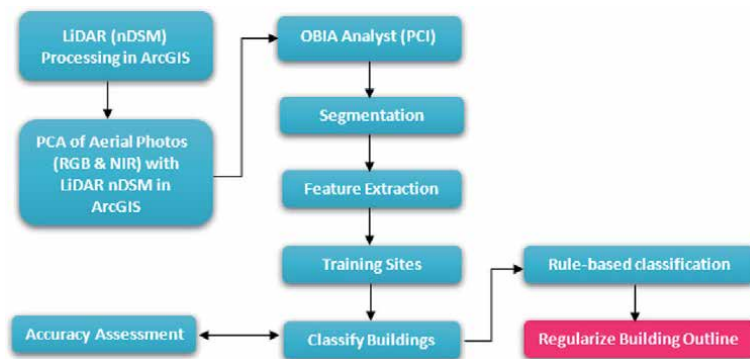 LiDAR (nDSM)
Processing in ArcGIS
PCA of Aerial Photos
(RGB & NIR) with
LiDAR nDSM in
ArcGIS
OBIA Analyst (PCI)
Segmentation
Feature Extraction
Training Sites
Classify Buildings
Accuracy Assessment
Rule-based classification
Regularize Building Outline